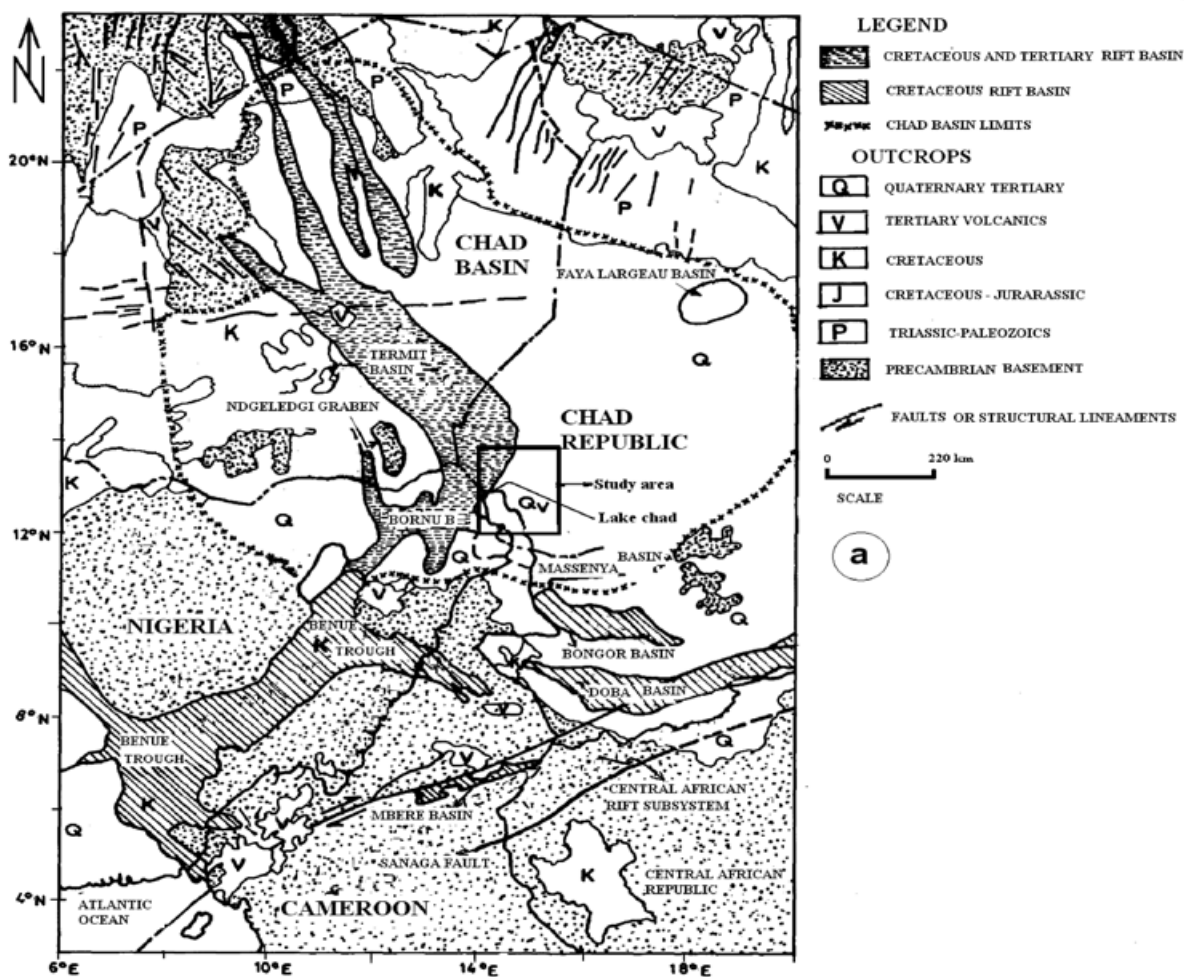 N
K
V
P
P
P
V
K
20°N
V
K
P
V
CHAD
BASIN
FAYA LARGEAU BASIN
V
K
16°N
TERMIT
BASIN
Q
NDGELEDGI GRABEN
CHAD
REPUBLIC
K
Q
Q V
Study area
Lake chad
BORNU B
12°N
Q
BASIN
MASSENYA
V
Q
NIGERIA
BENUE
K
TROUGH
BONGOR BASIN
K
DOBA BASIN
8°N
V
Q
BENUE
TROUGH
V
K
CENTRAL AFRICAN
RIFT SUBSYSTEM
MBERE BASIN
V
Q
SANAGA FAULT
V
K
CENTRAL AFRICAN
REPUBLIC
4°N
ATLANTIC
OCEAN
CAMEROON
6°E
10°E
14°E
18°E
LEGEND
CRETACEOUS AND TERTIARY RIFT BASIN
CRETACEOUS RIFT BASIN
CHAD BASIN LIMITS
OUTCROPS
Q QUATERNARY TERTIARY
V TERTIARY VOLCANICS
K CRETACEOUS
J CRETACEOUS - JURARASSIC
P TRIASSIC-PALEOZOICS
PRECAMBRIAN BASEMENT
FAULTS OR STRUCTURAL LINEAMENTS
0 220 km
SCALE
a